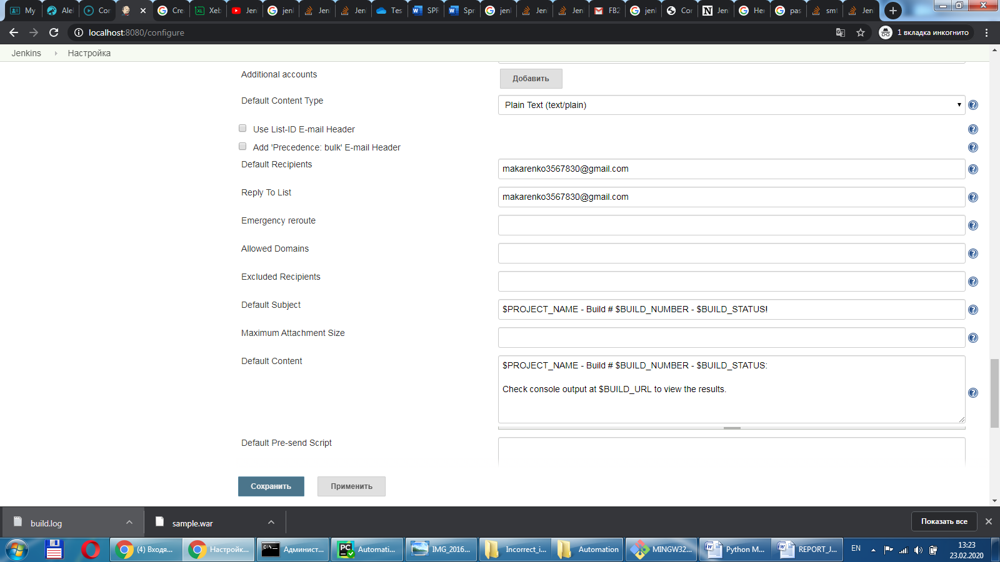 My
Ale
Cor
Cre
Xeb
Jen
jenl
Jenl
Jen
Tes
SPR
Spr
jenl
Jenl
Jen
FB2
jenl
Cor
Jen
Her
pas
smt
Jen
localhost:8080/configure
1 вкладка инкогнито
Jenkins
Настройка
Additional accounts
Добавить
Default Content Type
Plain Text (text/plain)
Use List-ID E-mail Header
Add 'Precedence: bulk' E-mail Header
Default Recipients
makarenko3567830@gmail.com
Reply To List
makarenko3567830@gmail.com
Emergency reroute
Allowed Domains
Excluded Recipients
Default Subject
$PROJECT_NAME - Build # $BUILD_NUMBER - $BUILD_STATUS!
Maximum Attachment Size
Default Content
$PROJECT_NAME - Build # $BUILD_NUMBER - $BUILD_STATUS:
Check console output at $BUILD_URL to view the results.
Default Pre-send Script
Сохранить
Применить
build.log
sample.war
Показать все
(4) Входя...
Настройк...
Админист...
Automati...
IMG_2016...
Incorrect_i...
Automation
MINGW32...
Python M...
REPORT_J...
EN
13:23
23.02.2020